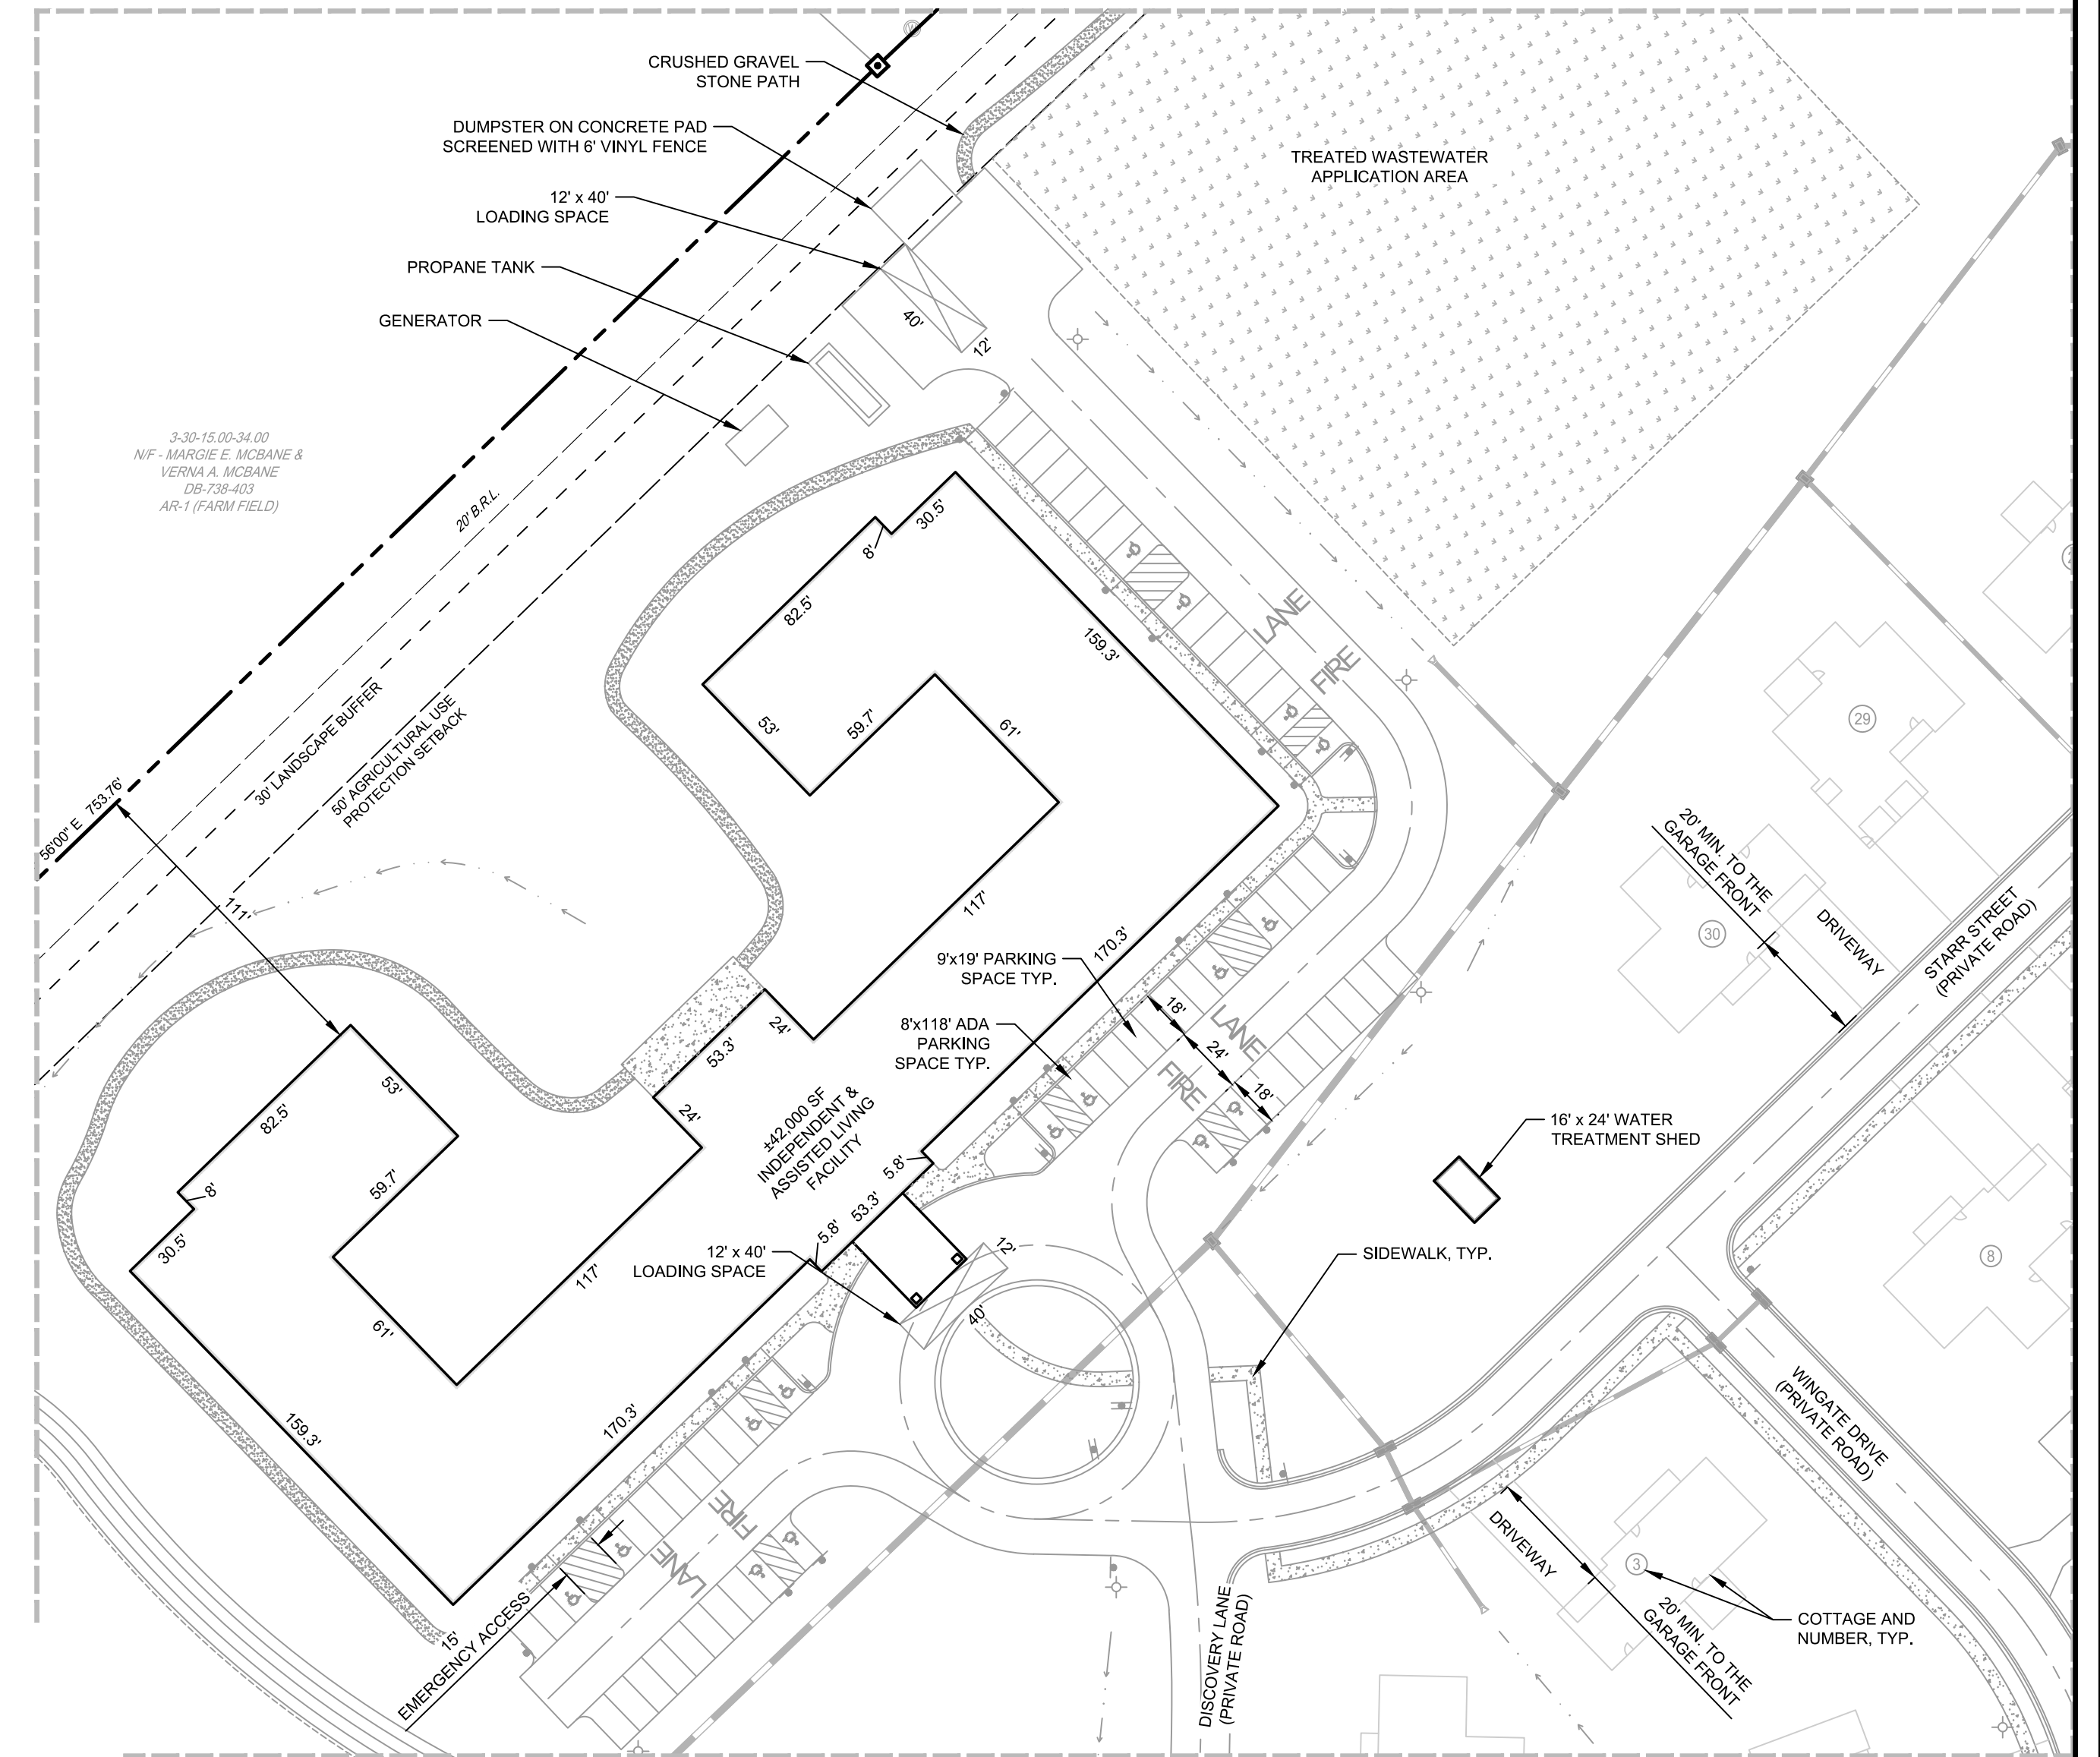 CRUSHED GRAVEL
STONE PATH
DUMPSTER ON CONCRETE PAD
SCREENED WITH 6' VINYL FENCE
12' x 40'
LOADING SPACE
PROPANE TANK
GENERATOR
TREATED WASTEWATER
APPLICATION AREA
40'
12'
3-30-15.00-34.00
N/F - MARGIE E. MCBANE &
VERNA A. MCBANE
DB-738-403
AR-1 (FARM FIELD)
20' B.R.L.
30' LANDSCAPE BUFFER
50' AGRICULTURAL USE
PROTECTION SETBACK
56'00" E 753.76'
111'
30.5'
8'
82.5'
159.3'
53'
59.7'
61'
117'
170.3'
24'
53.3'
24'
LANE
FIRE
29
30
20' MIN. TO THE
GARAGE FRONT
DRIVEWAY
STARR STREET
(PRIVATE ROAD)
9'x19' PARKING
SPACE TYP.
8'x118' ADA
PARKING
SPACE TYP.
18'
24'
18'
LANE
FIRE
±42,000 SF
INDEPENDENT &
ASSISTED LIVING
FACILITY
53'
82.5'
8'
30.5'
59.7'
61'
117'
159.3'
170.3'
5.8'
53.3'
5.8'
12' x 40'
LOADING SPACE
12'
40'
16' x 24' WATER
TREATMENT SHED
SIDEWALK, TYP.
8
WINGATE DRIVE
(PRIVATE ROAD)
FIRE
LANE
15'
EMERGENCY ACCESS
DISCOVERY LANE
(PRIVATE ROAD)
DRIVEWAY
3
20' MIN. TO THE
GARAGE FRONT
COTTAGE AND
NUMBER, TYP.